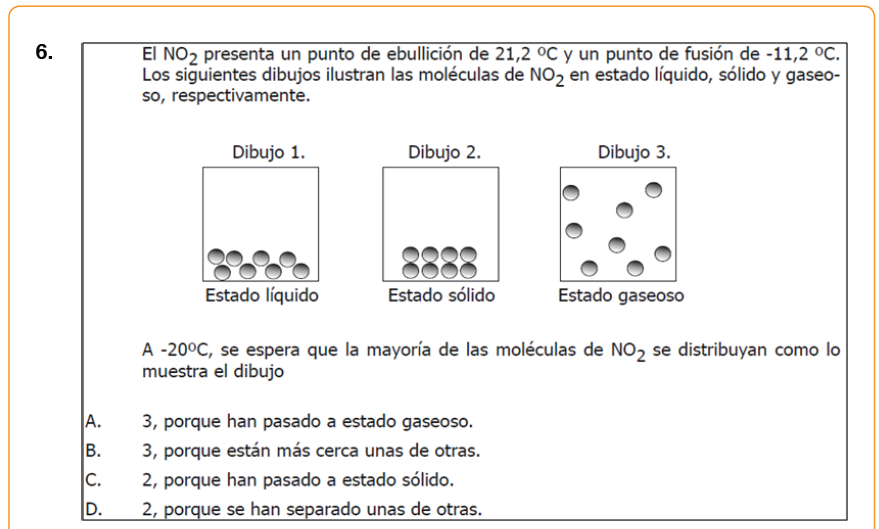 6.
El NO₂ presenta un punto de ebullición de 21,2 ºC y un punto de fusión de -11,2 ºC.
Los siguientes dibujos ilustran las moléculas de NO₂ en estado líquido, sólido y gaseo-
so, respectivamente.
Dibujo 1. Dibujo 2. Dibujo 3.
Estado líquido Estado sólido Estado gaseoso
A -20ºC, se espera que la mayoría de las moléculas de NO₂ se distribuyan como lo
muestra el dibujo
A. 3, porque han pasado a estado gaseoso.
B. 3, porque están más cerca unas de otras.
C. 2, porque han pasado a estado sólido.
D. 2, porque se han separado unas de otras.